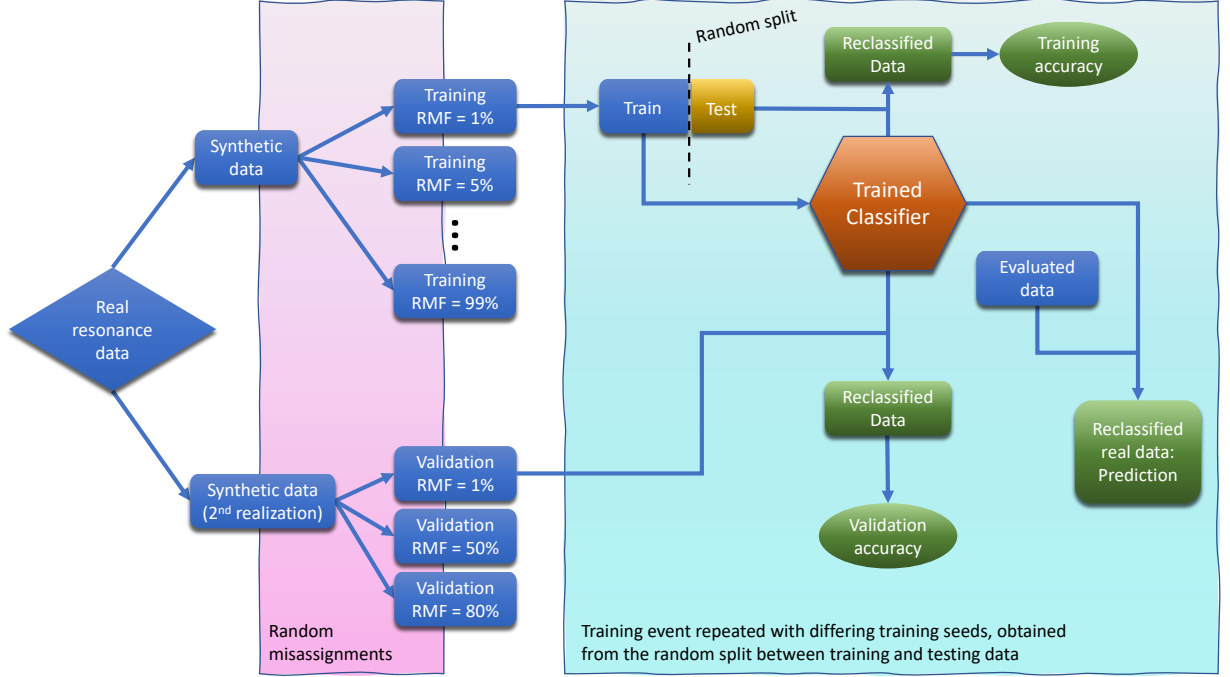 Real
resonance
data
Synthetic
data
Synthetic data
(2nd realization)
Training
RMF = 1%
Training
RMF = 5%
Training
RMF = 99%
Validation
RMF = 1%
Validation
RMF = 50%
Validation
RMF = 80%
Random
misassignments
Random split
Train
Test
Reclassified
Data
Training
accuracy
Trained
Classifier
Evaluated
data
Reclassified
Data
Reclassified
real data:
Prediction
Validation
accuracy
Training event repeated with differing training seeds, obtained
from the random split between training and testing data